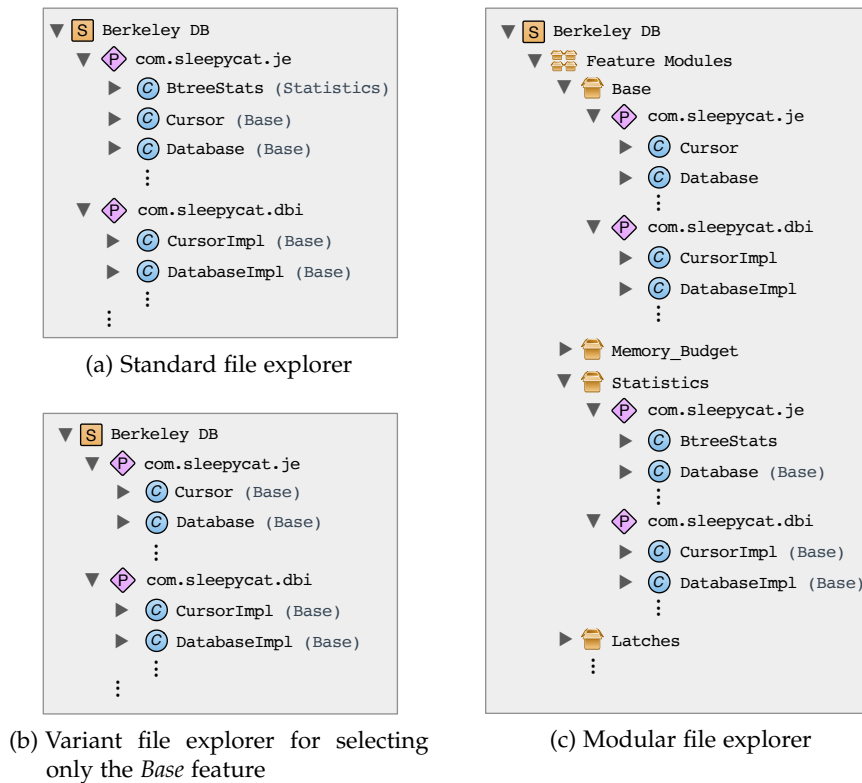 S Berkeley DB
P com.sleepycat.je
C BtreeStats (Statistics)
C Cursor (Base)
C Database (Base)
P com.sleepycat.dbi
C CursorImpl (Base)
C DatabaseImpl (Base)
(a) Standard file explorer
S Berkeley DB
P com.sleepycat.je
C Cursor (Base)
C Database (Base)
P com.sleepycat.dbi
C CursorImpl (Base)
C DatabaseImpl (Base)
(b) Variant file explorer for selecting
only the Base feature
S Berkeley DB
Feature Modules
Base
P com.sleepycat.je
C Cursor
C Database
P com.sleepycat.dbi
C CursorImpl
C DatabaseImpl
Memory_Budget
Statistics
P com.sleepycat.je
C BtreeStats
C Database (Base)
P com.sleepycat.dbi
C CursorImpl (Base)
C DatabaseImpl (Base)
Latches
(c) Modular file explorer